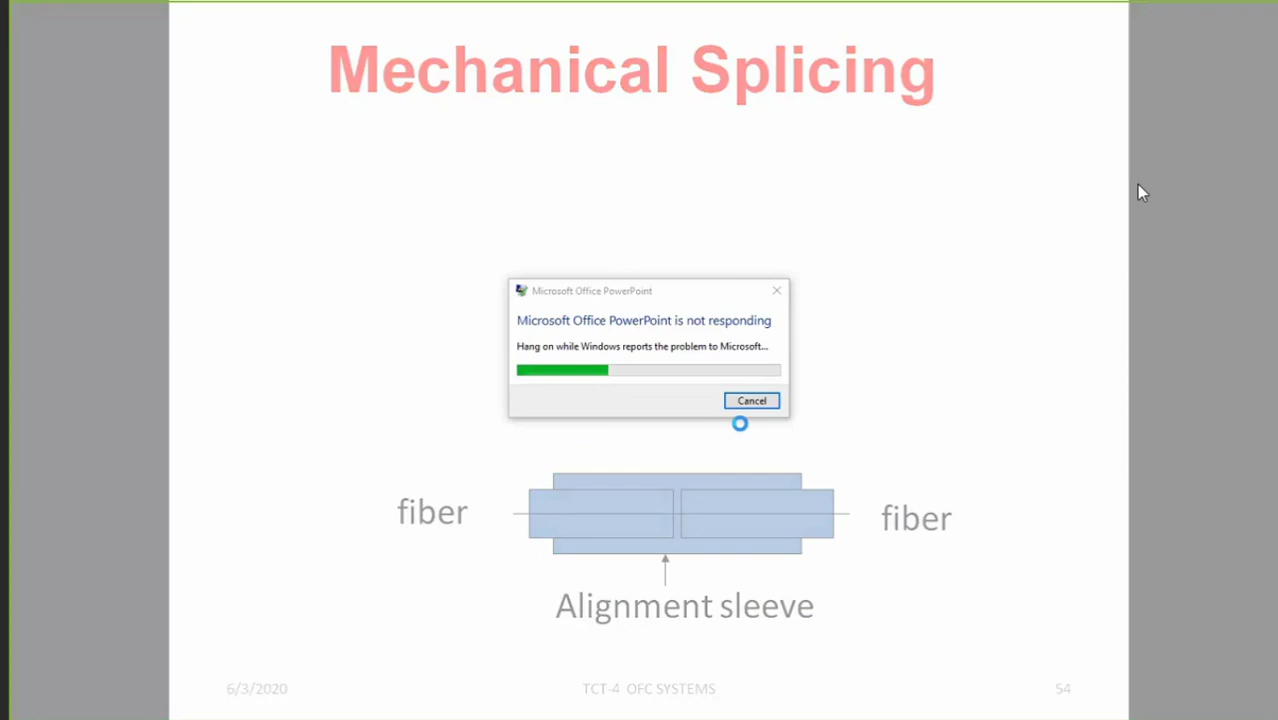 Mechanical Splicing
Microsoft Office PowerPoint
Microsoft Office PowerPoint is not responding
Hang on while Windows reports the problem to Microsoft...
Cancel
fiber
fiber
Alignment sleeve
6/3/2020
TCT-4 OFC SYSTEMS
54